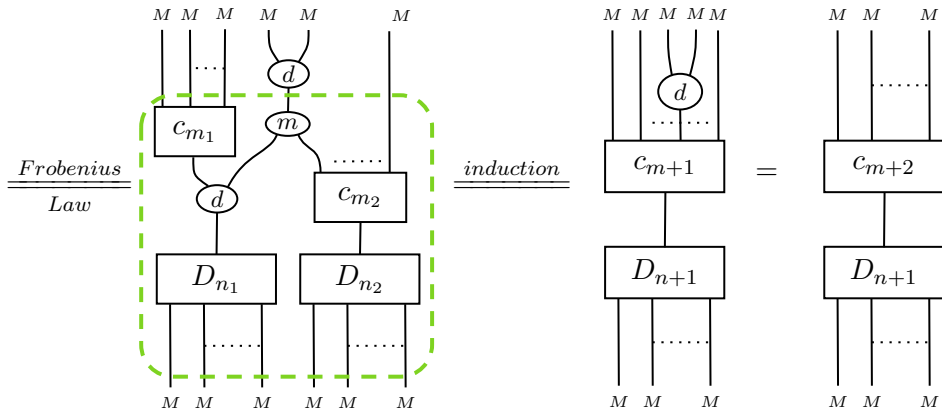 M M M M M M M M M M M M M M
d
d
m
c_{m_1}
Frobenius
Law
induction
c_{m_2}
c_{m+1}
=
c_{m+2}
d
D_{n_1} D_{n_2} D_{n+1} D_{n+1}
M M M M M M M M M M M M